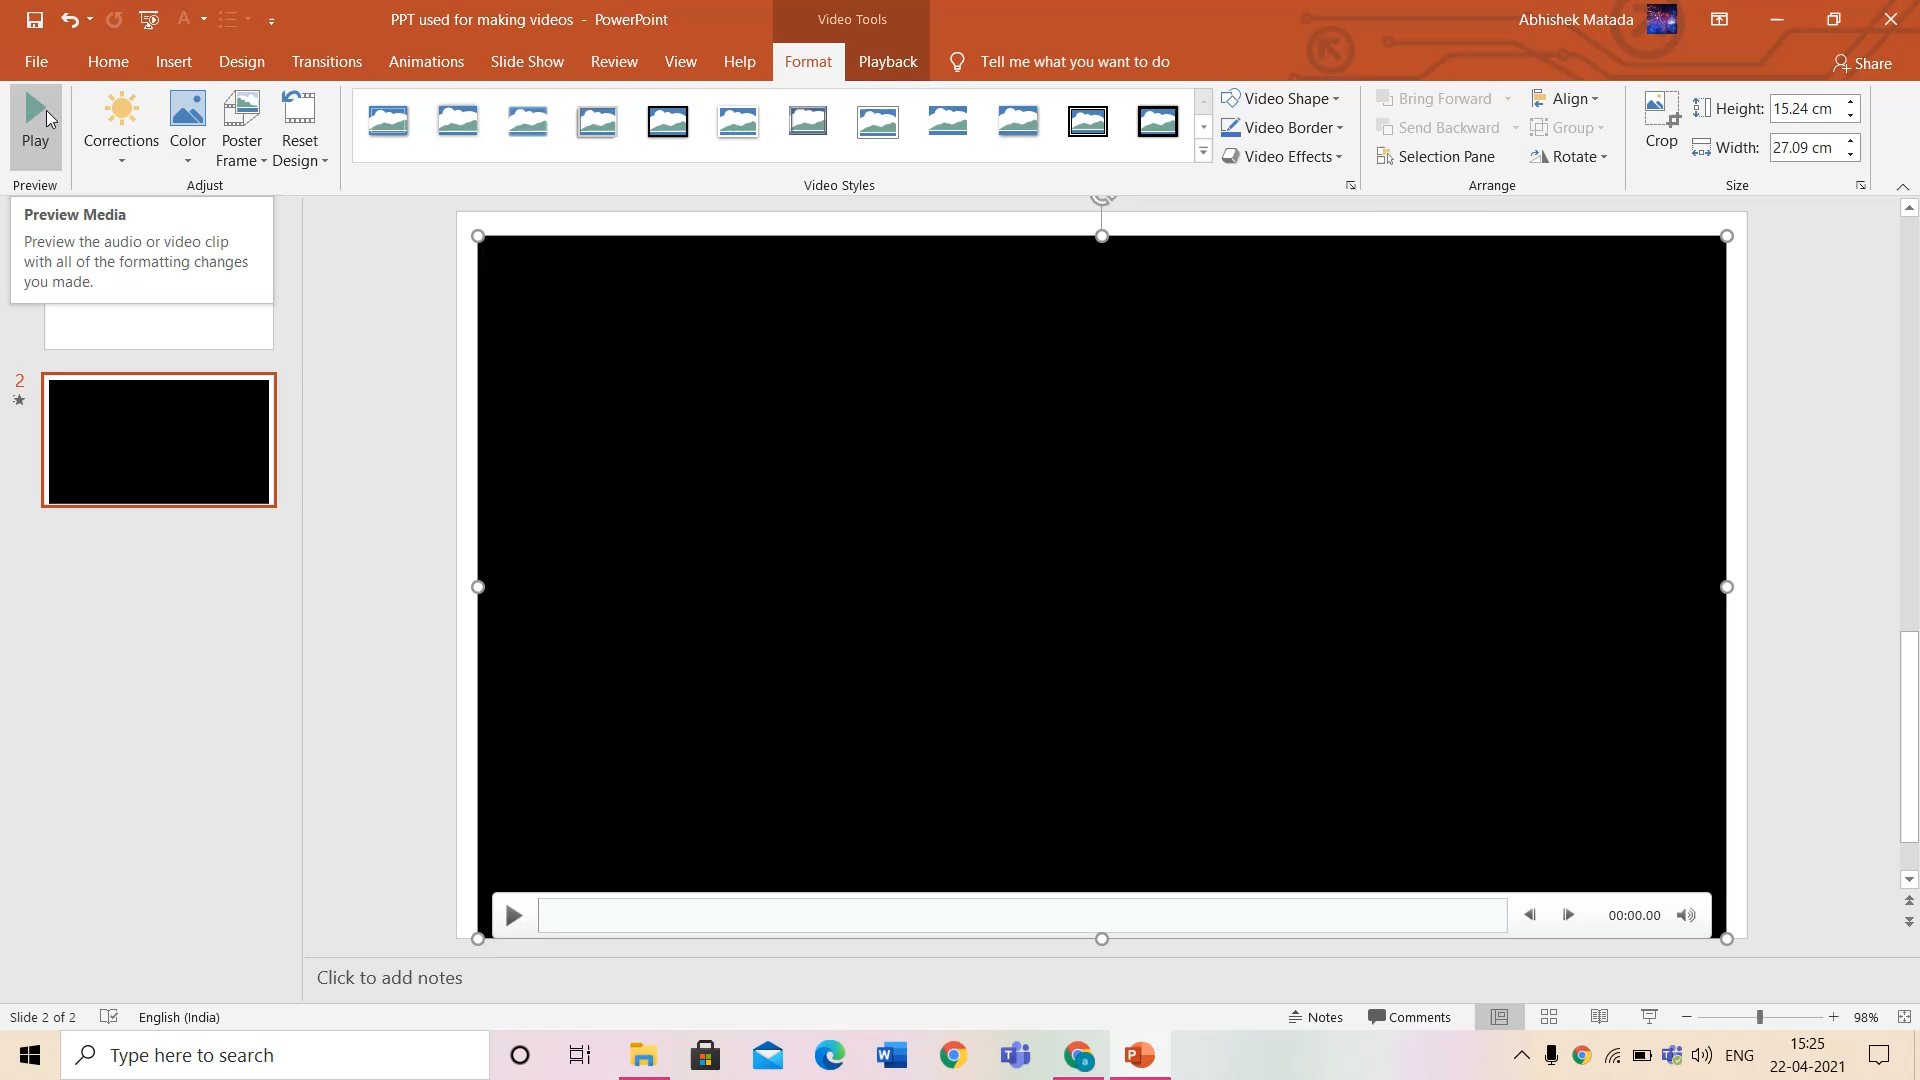 PPT used for making videos - PowerPoint
Video Tools
Abhishek Matada
File
Home
Insert
Design
Transitions
Animations
Slide Show
Review
View
Help
Format
Playback
Tell me what you want to do
Share
Play
Preview
Corrections
Color
Poster
Frame
Reset
Design
Adjust
Video Styles
Video Shape
Video Border
Video Effects
Bring Forward
Send Backward
Selection Pane
Align
Group
Rotate
Arrange
Crop
Height:
15.24 cm
Width:
27.09 cm
Size
Preview Media
Preview the audio or video clip
with all of the formatting changes
you made.
2
00:00.00
Click to add notes
Slide 2 of 2
English (India)
Notes
Comments
98%
Type here to search
ENG
15:25
22-04-2021